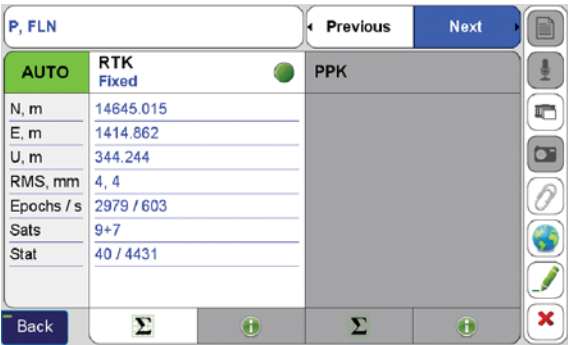 P, FLN
Previous
Next
AUTO
RTK
Fixed
PPK
N, m 14645.015
E, m 1414.862
U, m 344.244
RMS, mm 4, 4
Epochs / s 2979 / 603
Sats 9+7
Stat 40 / 4431
Back
Σ
Σ